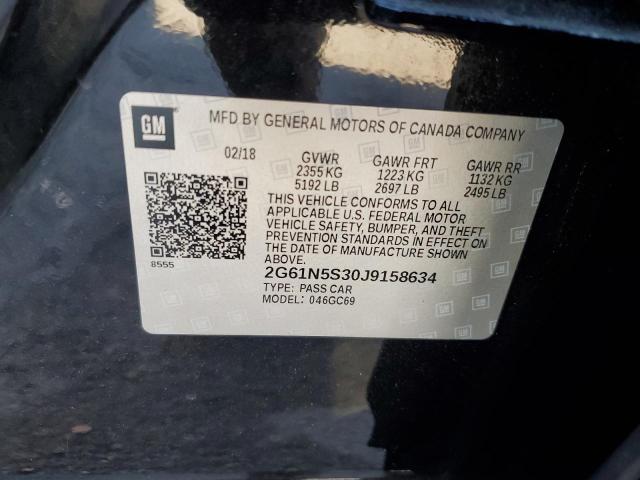 GM
MFD BY GENERAL MOTORS OF CANADA COMPANY
02/18 GVWR GAWR FRT GAWR RR
2355 KG 1223 KG 1132 KG
5192 LB 2697 LB 2495 LB
THIS VEHICLE CONFORMS TO ALL
APPLICABLE U.S. FEDERAL MOTOR
VEHICLE SAFETY, BUMPER, AND THEFT
PREVENTION STANDARDS IN EFFECT ON
THE DATE OF MANUFACTURE SHOWN
ABOVE.
8555
2G61N5S30J9158634
TYPE: PASS CAR
MODEL: 046GC69